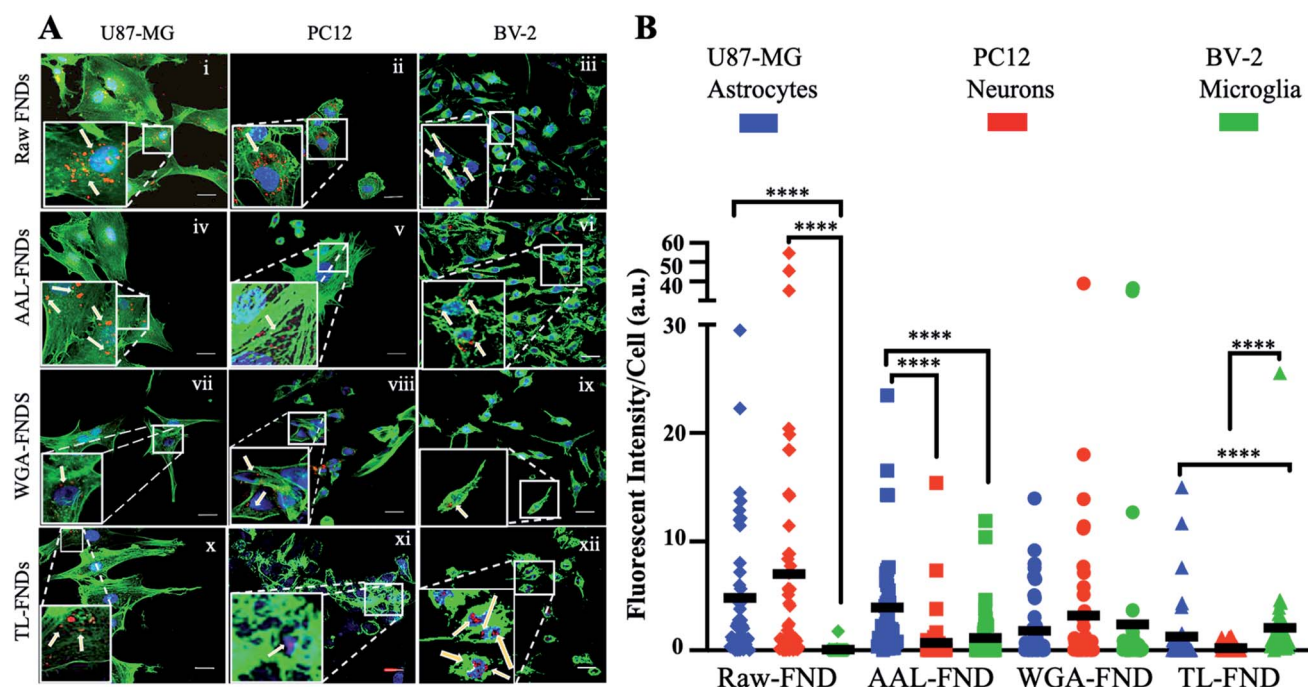 A
U87-MG
PC12
BV-2
Raw FNDs
i
ii
iii
AAL-FNDs
iv
v
vi
WGA-FNDS
vii
viii
ix
TL-FNDs
x
xi
xii
B
U87-MG
Astrocytes
PC12
Neurons
BV-2
Microglia
Fluorescent Intensity/Cell (a.u.)
60
50
40
30
20
10
0
****
****
****
****
****
****
Raw-FND
AAL-FND
WGA-FND
TL-FND